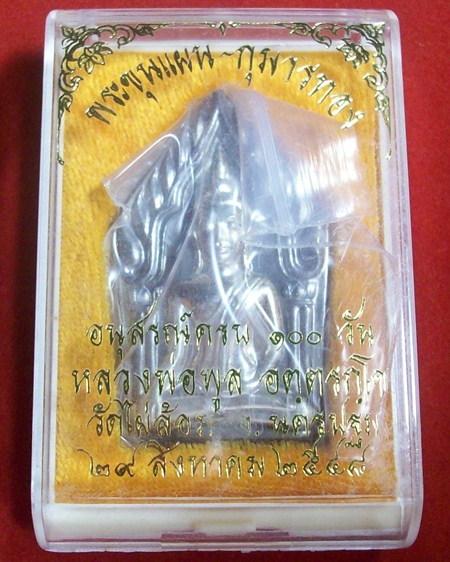 พระขุนแผน-กุมารทอง
อนุสรณ์ครบ ๑๐๐ วัน
หลวงพ่อพูล อตฺตรกฺโข
วัดไผ่ล้อม จ.นครปฐม
๒๙ สิงหาคม ๒๕๔๘